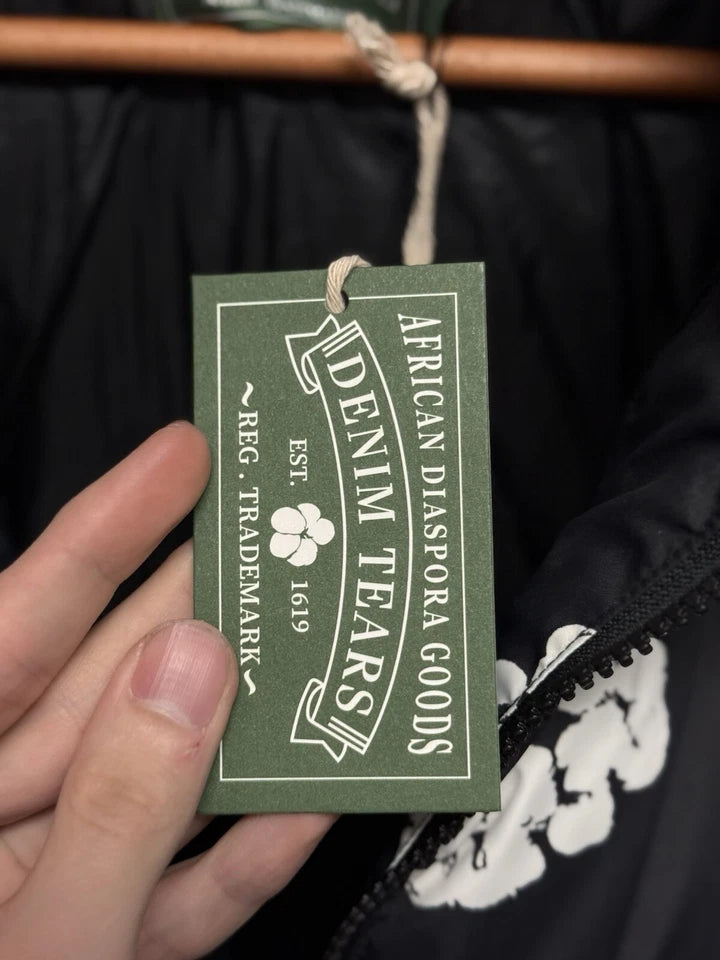 AFRICAN DIASPORA GOODS
DENIM TEARS
EST. 1619
~REG . TRADEMARK~